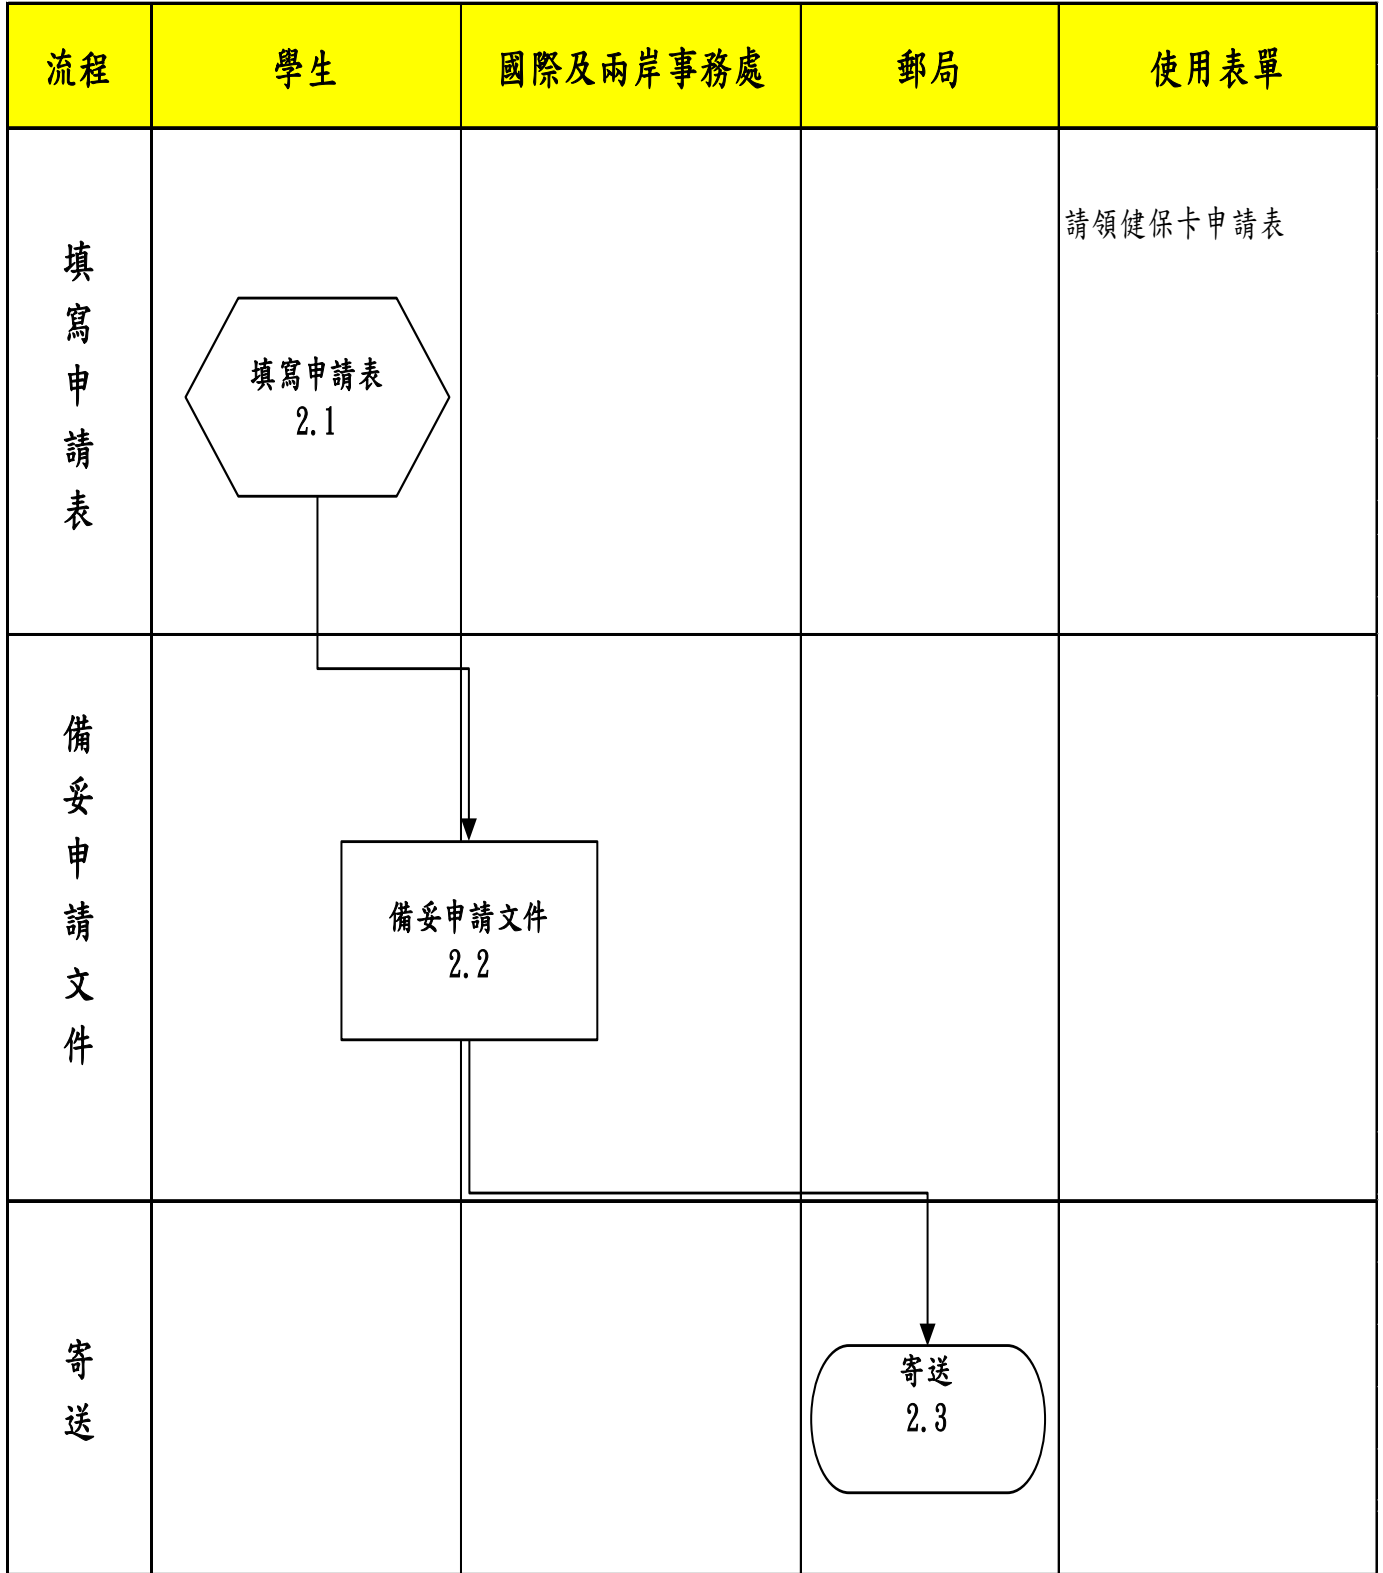 流程
學生
國際及兩岸事務處
郵局
使用表單
填寫申請表
請領健保卡申請表
填寫申請表
2.1
備妥申請文件
備妥申請文件
2.2
寄送
寄送
2.3